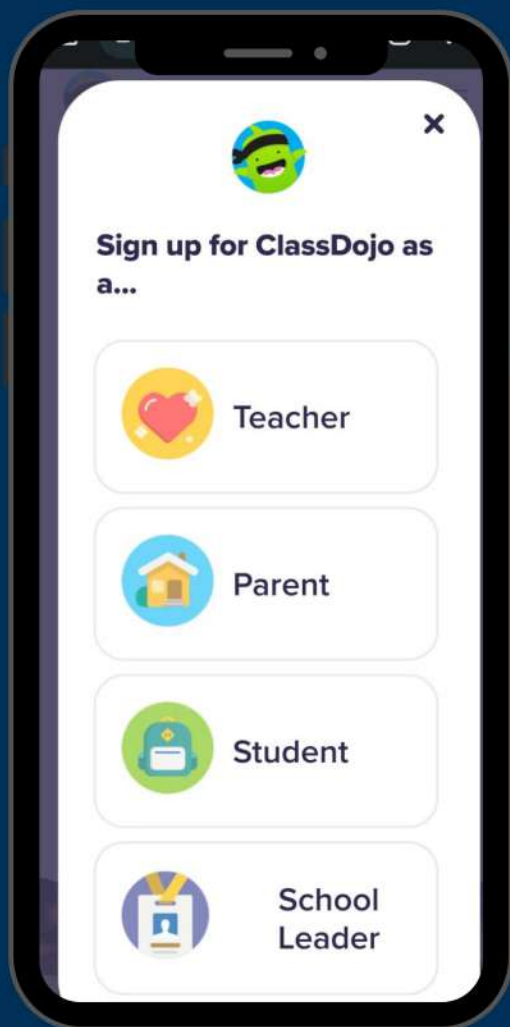 Sign up for ClassDojo as
a...
Teacher
Parent
Student
School
Leader